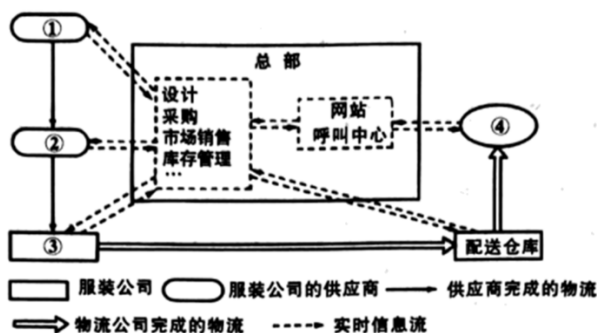 ①
总部
设计
采购
市场销售
库存管理
…
网站
呼叫中心
④
②
③
配送仓库
服装公司
服装公司的供应商
供应商完成的物流
物流公司完成的物流
实时信息流